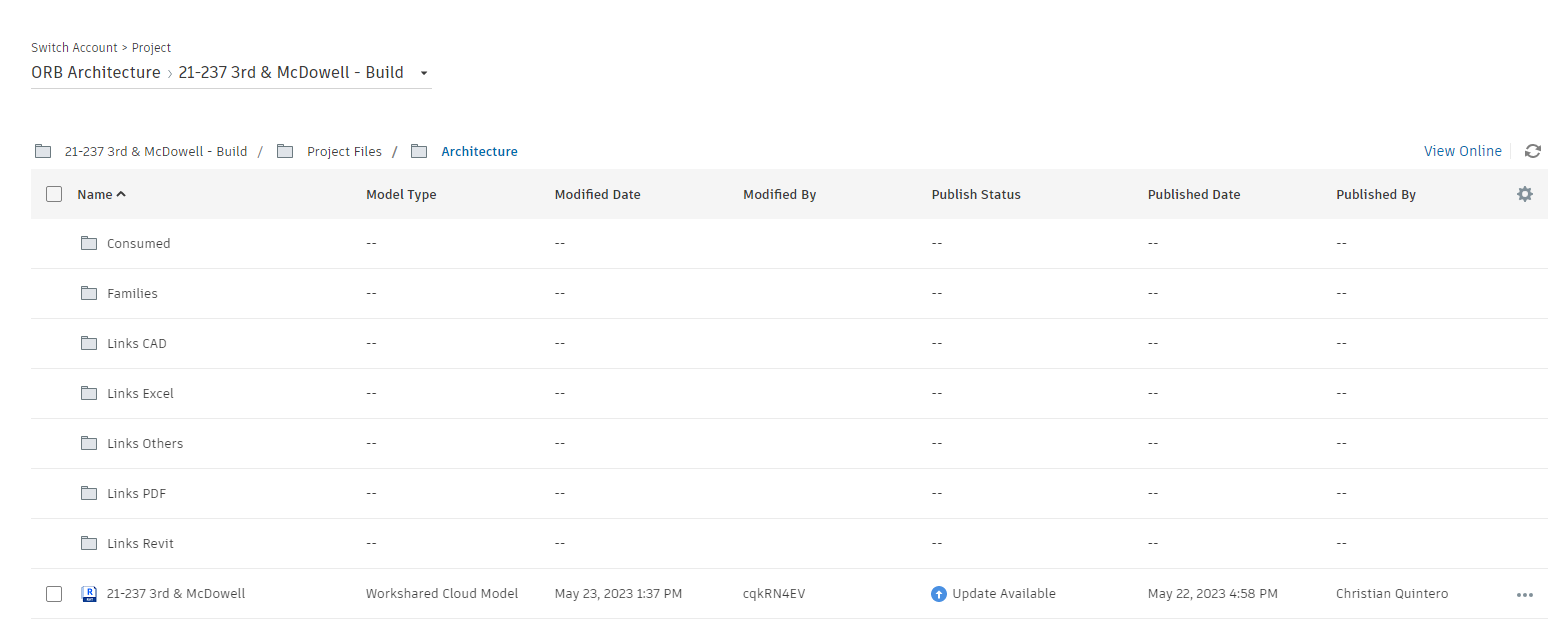 Switch Account > Project
ORB Architecture › 21-237 3rd & McDowell - Build
21-237 3rd & McDowell - Build / Project Files / Architecture View Online
Name Model Type Modified Date Modified By Publish Status Published Date Published By
Consumed -- -- -- -- --
Families -- -- -- -- --
Links CAD -- -- -- -- --
Links Excel -- -- -- -- --
Links Others -- -- -- -- --
Links PDF -- -- -- -- --
Links Revit -- -- -- -- --
R RVT 21-237 3rd & McDowell Workshared Cloud Model May 23, 2023 1:37 PM cqkRN4EV Update Available May 22, 2023 4:58 PM Christian Quintero